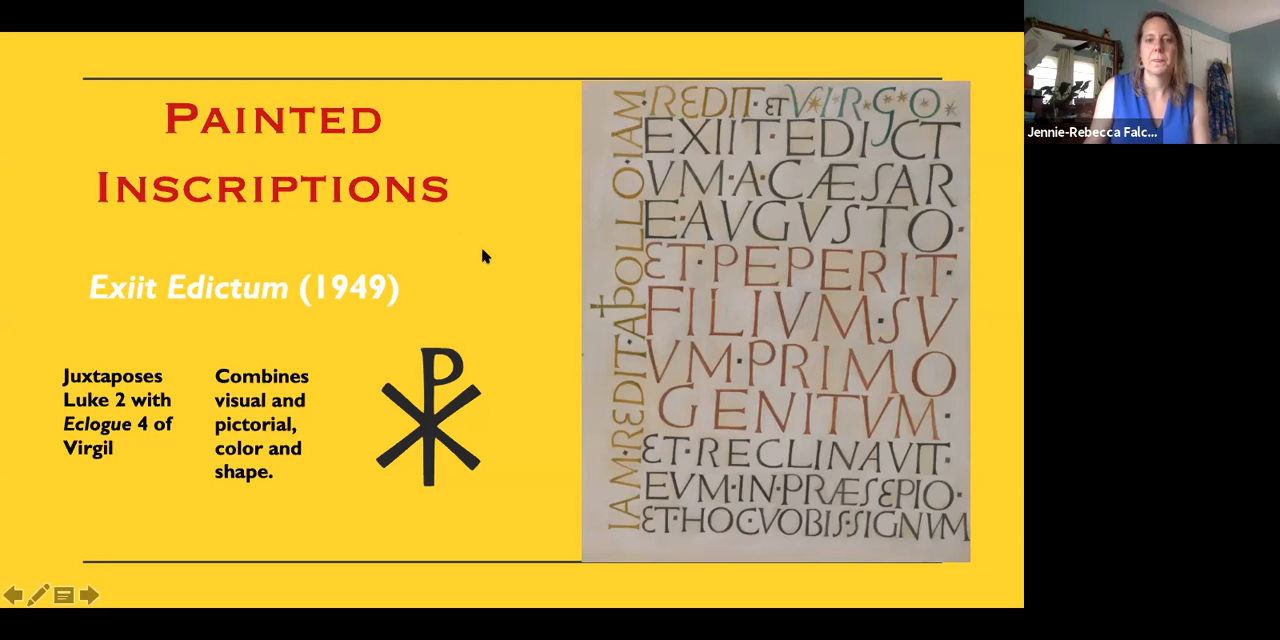 PAINTED
INSCRIPTIONS
Exiit Edictum (1949)
Juxtaposes
Luke 2 with
Eclogue 4 of
Virgil
Combines
visual and
pictorial,
color and
shape.
IAM·REDIT·APOLLO·IAM·
REDIT·ET VIRGO·
EXIIT·EDICT
VM·A·CÆSAR
E·AVGVSTO·
ET·PEPERIT·
FILIVM·SV
VM·PRIMO
GENITVM·
ET·RECLINAVIT·
EVM·IN·PRÆSEPIO·
ET·HOC·VOBIS·SIGNVM
Jennie-Rebecca Falc...